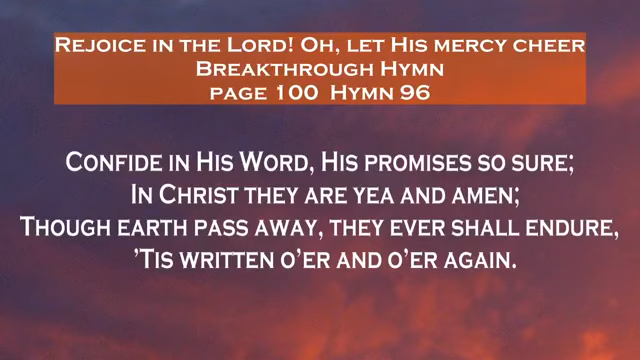 Rejoice in the Lord! Oh, let His mercy cheer
Breakthrough Hymn
page 100 Hymn 96
Confide in His Word, His promises so sure;
In Christ they are yea and amen;
Though earth pass away, they ever shall endure,
’Tis written o’er and o’er again.